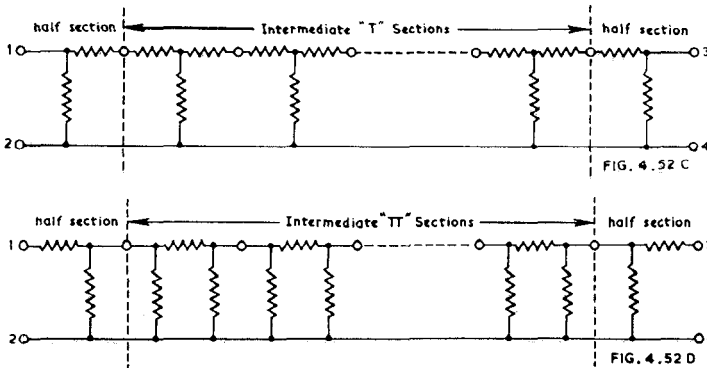 half section
Intermediate "T" Sections
half section
1
3
2
4
FIG. 4.52 C
half section
Intermediate "TT" Sections
half section
1
2
FIG. 4.52 D